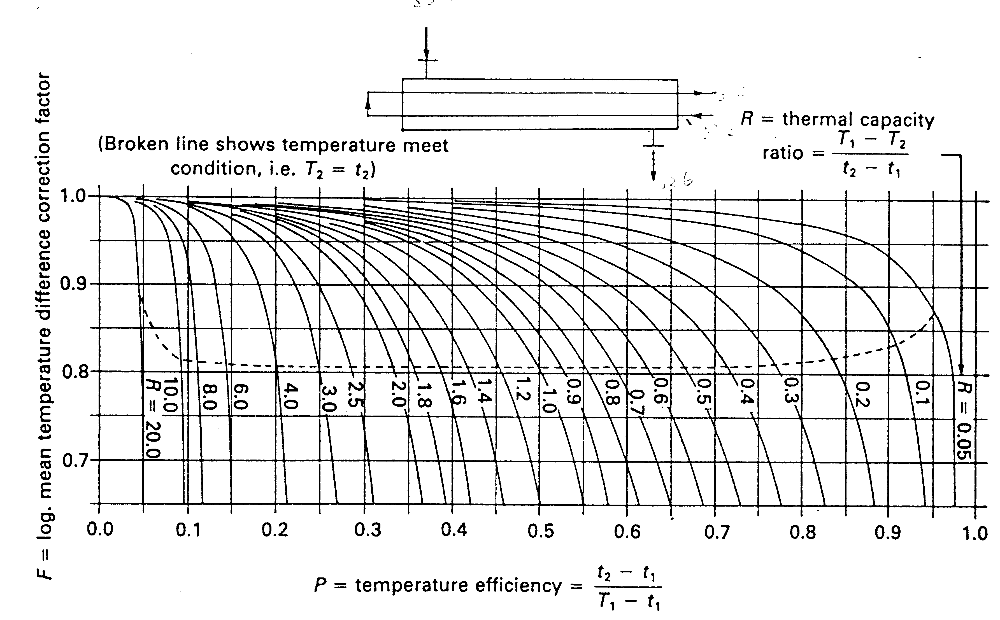 R = thermal capacity
ratio = T₁ − T₂ / t₂ − t₁
(Broken line shows temperature meet
condition, i.e. T₂ = t₂)
F = log. mean temperature difference correction factor
1.0
0.9
0.8
0.7
R = 20.0
10.0
8.0
6.0
4.0
3.0
2.5
2.0
1.8
1.6
1.4
1.2
1.0
0.9
0.8
0.7
0.6
0.5
0.4
0.3
0.2
0.1
R = 0.05
0.0 0.1 0.2 0.3 0.4 0.5 0.6 0.7 0.8 0.9 1.0
P = temperature efficiency = t₂ − t₁ / T₁ − t₁